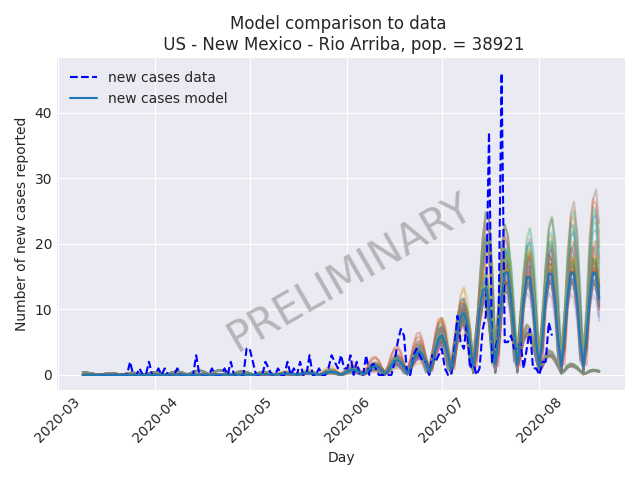 Model comparison to data
US - New Mexico - Rio Arriba, pop. = 38921
new cases data
new cases model
Number of new cases reported
40
30
20
10
0
PRELIMINARY
2020-03
2020-04
2020-05
2020-06
2020-07
2020-08
Day